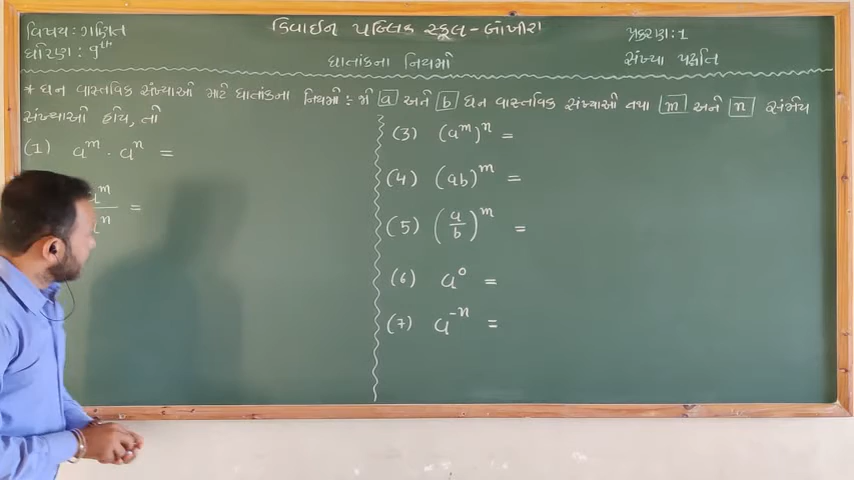 વિષય: ગણિત
ધોરણ: 9th
ડિવાઈન પબ્લિક સ્કૂલ-બાંખીરા
પ્રકરણ: 1
સંખ્યા પદ્ધતિ
ઘાતાંકના નિયમો
* ધન વાસ્તવિક સંખ્યાઓ માટે ઘાતાંકના નિયમો: જો a અને b ધન વાસ્તવિક સંખ્યાઓ તથા m અને n સંમેય
સંખ્યાઓ હોય, તો
(1) a^m · a^n =
a^m / a^n =
(3) (a^m)^n =
(4) (ab)^m =
(5) (a/b)^m =
(6) a^0 =
(7) a^-n =